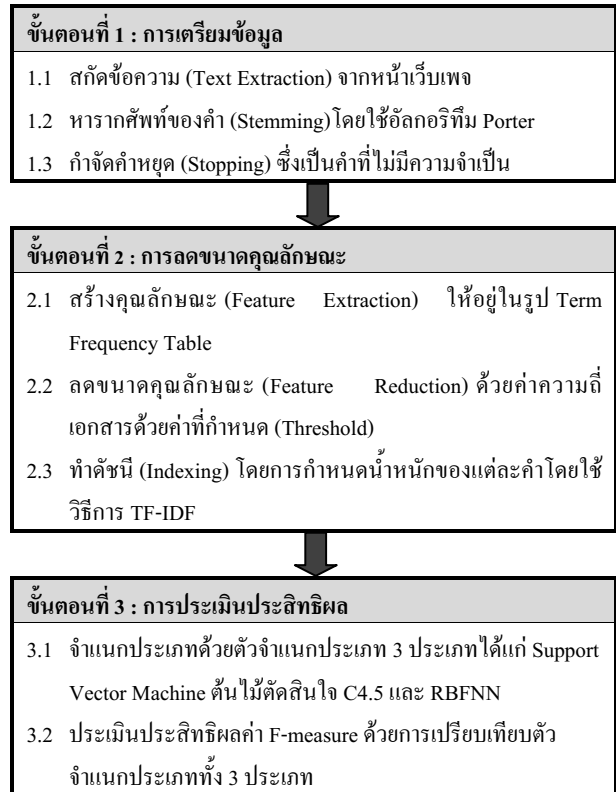 ขั้นตอนที่ 1 : การเตรียมข้อมูล
1.1 สกัดข้อความ (Text Extraction) จากหน้าเว็บเพจ
1.2 หารากศัพท์ของคำ (Stemming)โดยใช้อัลกอริทึม Porter
1.3 กำจัดคำหยุด (Stopping) ซึ่งเป็นคำที่ไม่มีความจำเป็น
ขั้นตอนที่ 2 : การลดขนาดคุณลักษณะ
2.1 สร้างคุณลักษณะ (Feature Extraction) ให้อยู่ในรูป Term
Frequency Table
2.2 ลดขนาดคุณลักษณะ (Feature Reduction) ด้วยค่าความถี่
เอกสารด้วยค่าที่กำหนด (Threshold)
2.3 ทำดัชนี (Indexing) โดยการกำหนดน้ำหนักของแต่ละคำโดยใช้
วิธีการ TF-IDF
ขั้นตอนที่ 3 : การประเมินประสิทธิผล
3.1 จำแนกประเภทด้วยตัวจำแนกประเภท 3 ประเภทได้แก่ Support
Vector Machine ต้นไม้ตัดสินใจ C4.5 และ RBFNN
3.2 ประเมินประสิทธิผลค่า F-measure ด้วยการเปรียบเทียบตัว
จำแนกประเภททั้ง 3 ประเภท